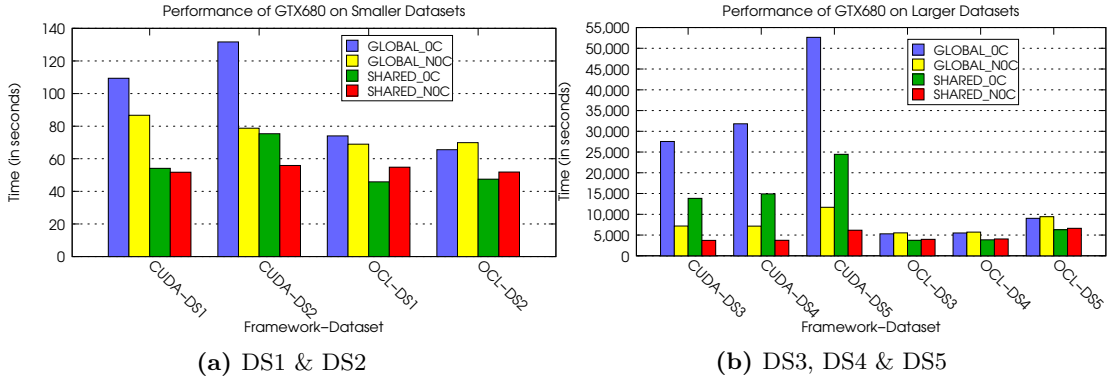 Performance of GTX680 on Smaller Datasets
Time (in seconds)
140
120
100
80
60
40
20
0
GLOBAL_0C
GLOBAL_N0C
SHARED_0C
SHARED_N0C
CUDA-DS1
CUDA-DS2
OCL-DS1
OCL-DS2
Framework-Dataset
(a) DS1 & DS2
Performance of GTX680 on Larger Datasets
Time (in seconds)
55,000
50,000
45,000
40,000
35,000
30,000
25,000
20,000
15,000
10,000
5,000
0
GLOBAL_0C
GLOBAL_N0C
SHARED_0C
SHARED_N0C
CUDA-DS3
CUDA-DS4
CUDA-DS5
OCL-DS3
OCL-DS4
OCL-DS5
Framework-Dataset
(b) DS3, DS4 & DS5